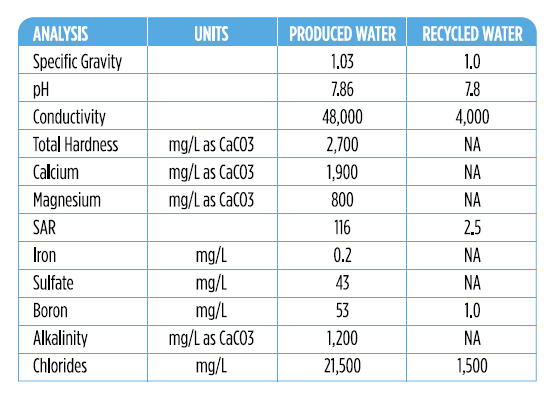 ANALYSIS UNITS PRODUCED WATER RECYCLED WATER
Specific Gravity 1.03 1.0
pH 7.86 7.8
Conductivity 48,000 4,000
Total Hardness mg/L as CaCO3 2,700 NA
Calcium mg/L as CaCO3 1,900 NA
Magnesium mg/L as CaCO3 800 NA
SAR 116 2.5
Iron mg/L 0.2 NA
Sulfate mg/L 43 NA
Boron mg/L 53 1.0
Alkalinity mg/L as CaCO3 1,200 NA
Chlorides mg/L 21,500 1,500